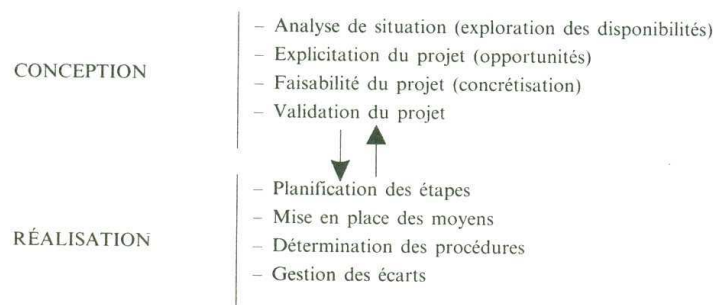 CONCEPTION
– Analyse de situation (exploration des disponibilités)
– Explicitation du projet (opportunités)
– Faisabilité du projet (concrétisation)
– Validation du projet
RÉALISATION
– Planification des étapes
– Mise en place des moyens
– Détermination des procédures
– Gestion des écarts